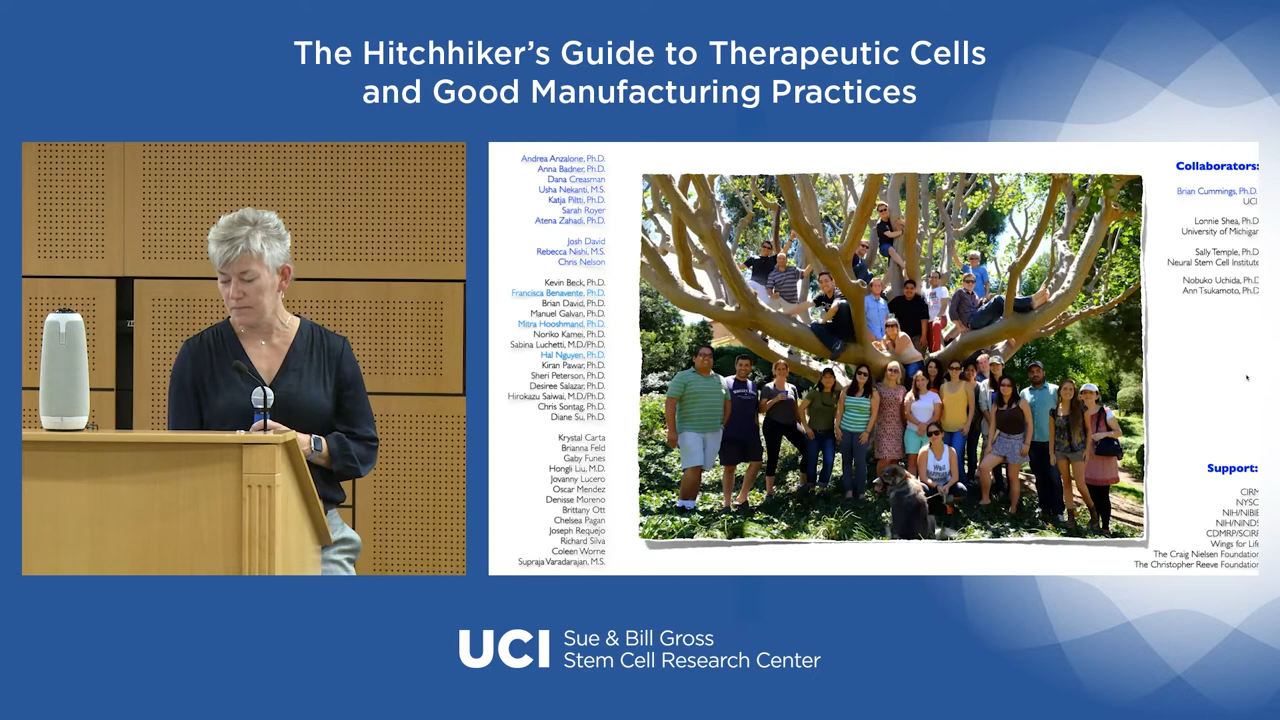 The Hitchhiker's Guide to Therapeutic Cells
and Good Manufacturing Practices
Andrea Anzalone, Ph.D.
Anna Badner, Ph.D.
Dana Creasman
Usha Nekanti, M.S.
Katja Piltti, Ph.D.
Sarah Royer
Atena Zahadi, Ph.D.
Josh David
Rebecca Nishi, M.S.
Chris Nelson
Kevin Beck, Ph.D.
Francisca Benavente, Ph.D.
Brian David, Ph.D.
Manuel Galvan, Ph.D.
Mitra Hooshmand, Ph.D.
Noriko Kamei, Ph.D.
Sabina Luchetti, M.D/Ph.D.
Hal Nguyen, Ph.D.
Kiran Pawar, Ph.D.
Sheri Peterson, Ph.D.
Desiree Salazar, Ph.D.
Hirokazu Saiwai, M.D/Ph.D.
Chris Sontag, Ph.D.
Diane Su, Ph.D.
Krystal Carta
Brianna Feld
Gaby Funes
Hongli Liu, M.D.
Jovanny Lucero
Oscar Mendez
Denisse Moreno
Brittany Ott
Chelsea Pagan
Joseph Requejo
Richard Silva
Coleen Worne
Supraja Varadarajan, M.S.
Collaborators:
Brian Cummings, Ph.D.
UCI
Lonnie Shea, Ph.D
University of Michigan
Sally Temple, Ph.D
Neural Stem Cell Institute
Nobuko Uchida, Ph.D
Ann Tsukamoto, Ph.D
Support:
CIRM
NYSC
NIH/NIBIB
NIH/NINDS
CDMRP/SCIRP
Wings for Life
The Craig Nielsen Foundation
The Christopher Reeve Foundation
UCI Sue & Bill Gross
Stem Cell Research Center